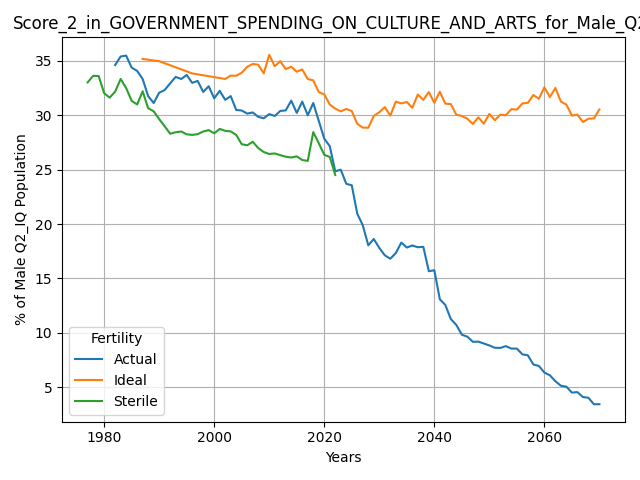 Score_2_in_GOVERNMENT_SPENDING_ON_CULTURE_AND_ARTS_for_Male_Q2
% of Male Q2_IQ Population
35
30
25
20
15
10
5
Fertility
Actual
Ideal
Sterile
1980 2000 2020 2040 2060
Years